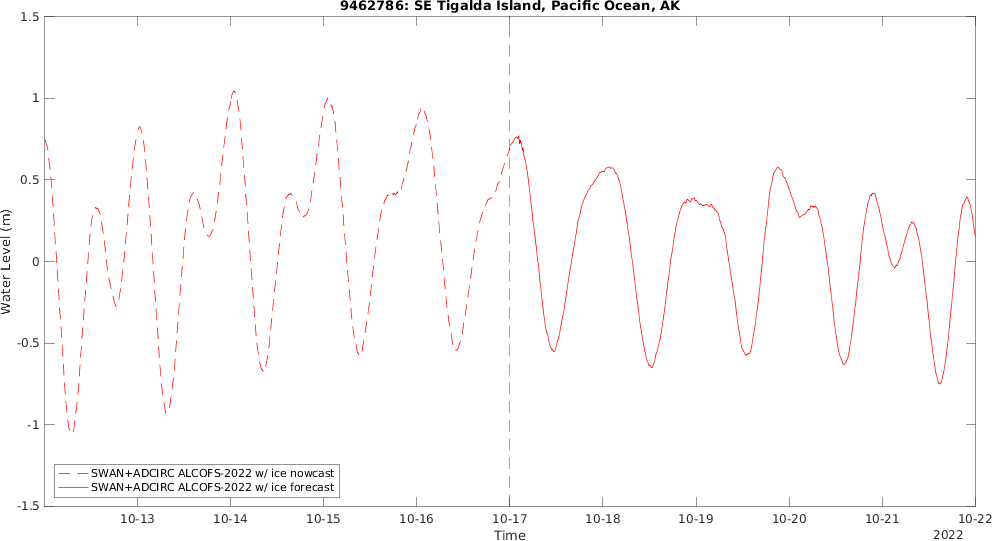 9462786: SE Tigalda Island, Pacific Ocean, AK
1.5
1
0.5
0
-0.5
-1
-1.5
Water Level (m)
SWAN+ADCIRC ALCOFS-2022 w/ ice nowcast
SWAN+ADCIRC ALCOFS-2022 w/ ice forecast
10-13 10-14 10-15 10-16 10-17 10-18 10-19 10-20 10-21 10-22
Time
2022